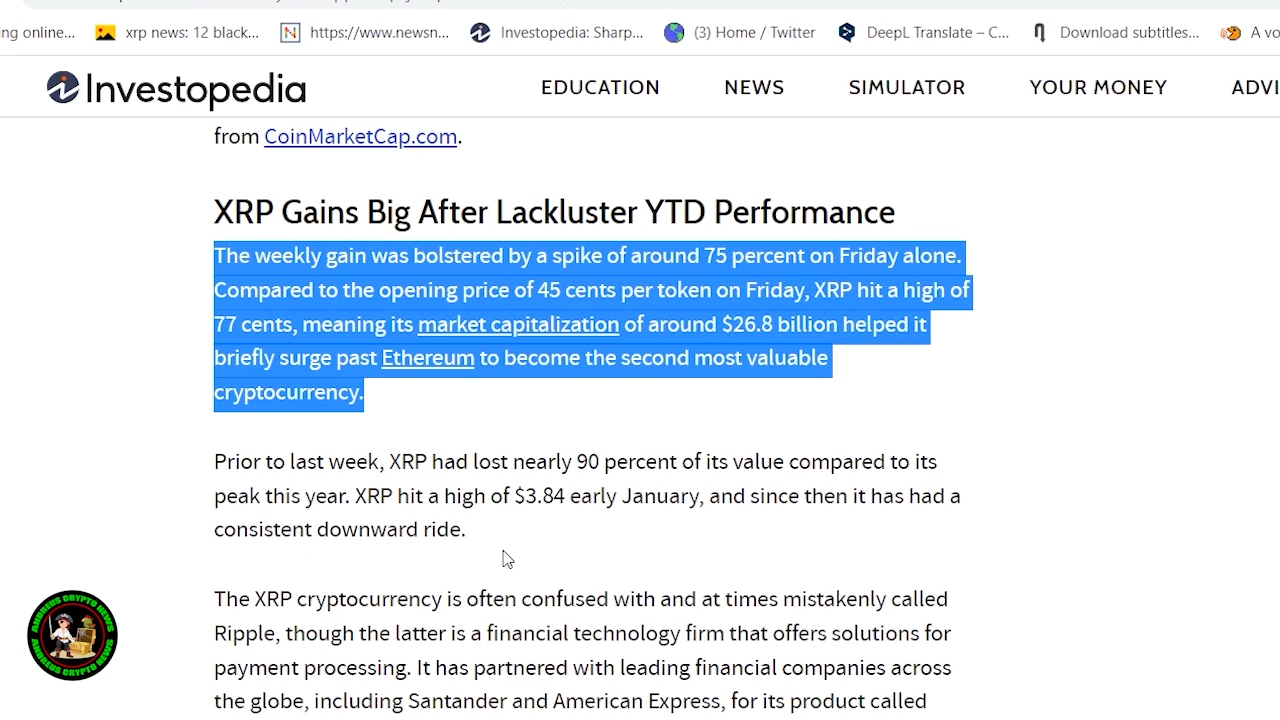 ng online...
xrp news: 12 black...
https://www.newsn...
Investopedia: Sharp...
(3) Home / Twitter
DeepL Translate – C...
Download subtitles...
A vo
Investopedia
EDUCATION
NEWS
SIMULATOR
YOUR MONEY
ADVI
from CoinMarketCap.com.
XRP Gains Big After Lackluster YTD Performance
The weekly gain was bolstered by a spike of around 75 percent on Friday alone.
Compared to the opening price of 45 cents per token on Friday, XRP hit a high of
77 cents, meaning its market capitalization of around $26.8 billion helped it
briefly surge past Ethereum to become the second most valuable
cryptocurrency.
Prior to last week, XRP had lost nearly 90 percent of its value compared to its
peak this year. XRP hit a high of $3.84 early January, and since then it has had a
consistent downward ride.
The XRP cryptocurrency is often confused with and at times mistakenly called
Ripple, though the latter is a financial technology firm that offers solutions for
payment processing. It has partnered with leading financial companies across
the globe, including Santander and American Express, for its product called
ANDREUS CRYPTO NEWS
ANDREUS CRYPTO NEWS